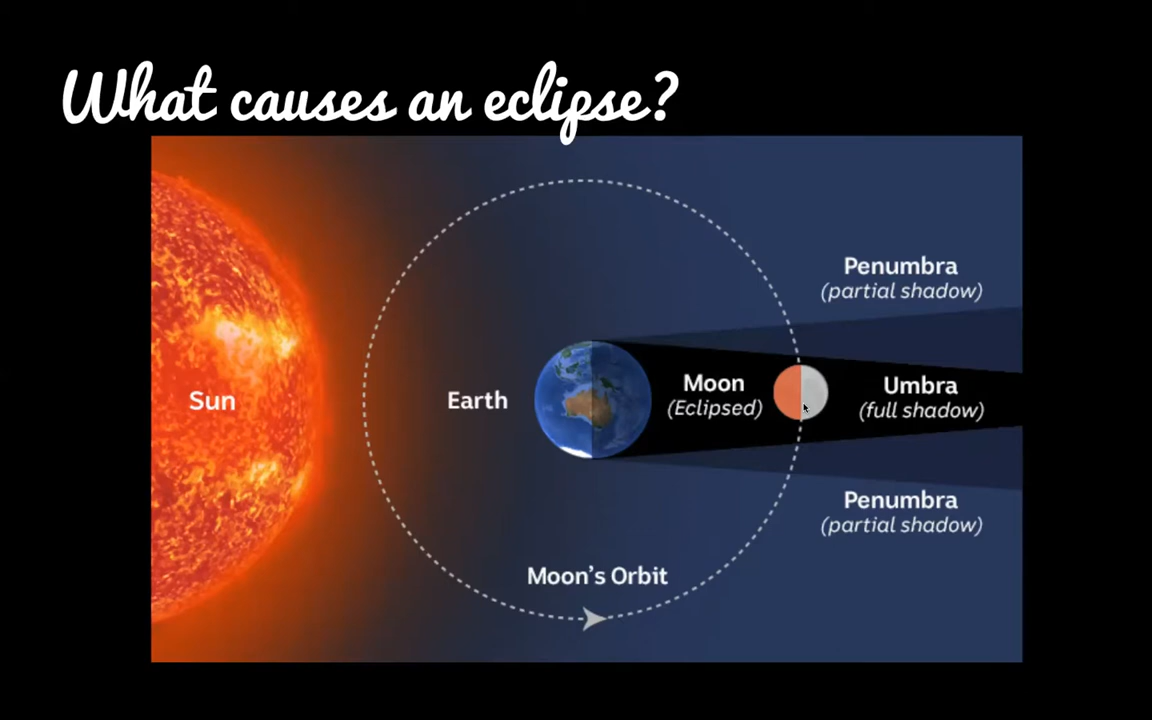 What causes an eclipse?
Penumbra
(partial shadow)
Sun
Earth
Moon
(Eclipsed)
Umbra
(full shadow)
Penumbra
(partial shadow)
Moon's Orbit